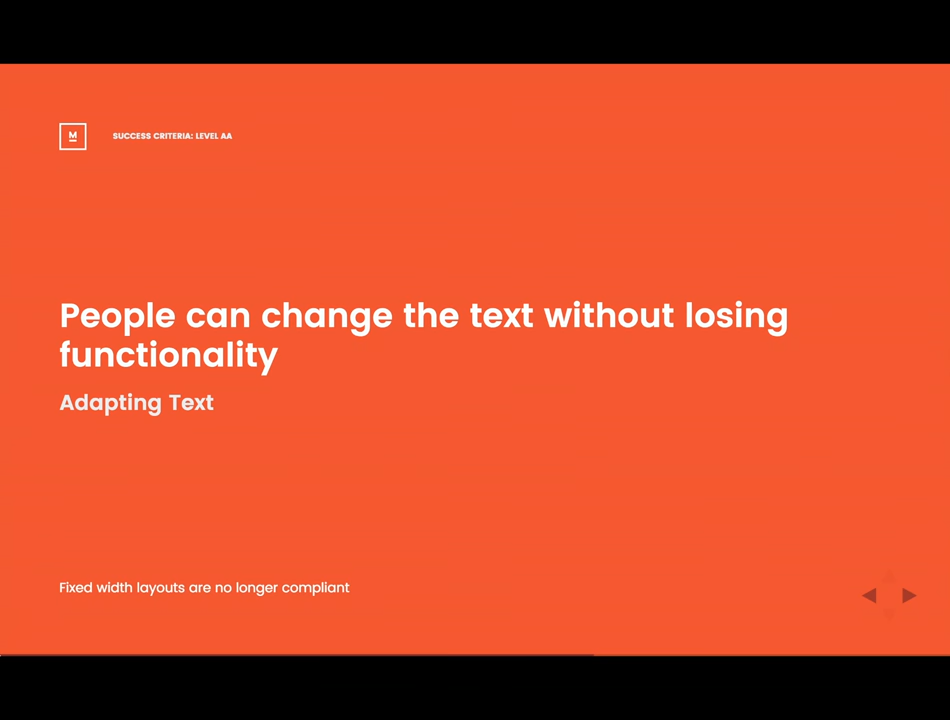 M
SUCCESS CRITERIA: LEVEL AA
People can change the text without losing
functionality
Adapting Text
Fixed width layouts are no longer compliant